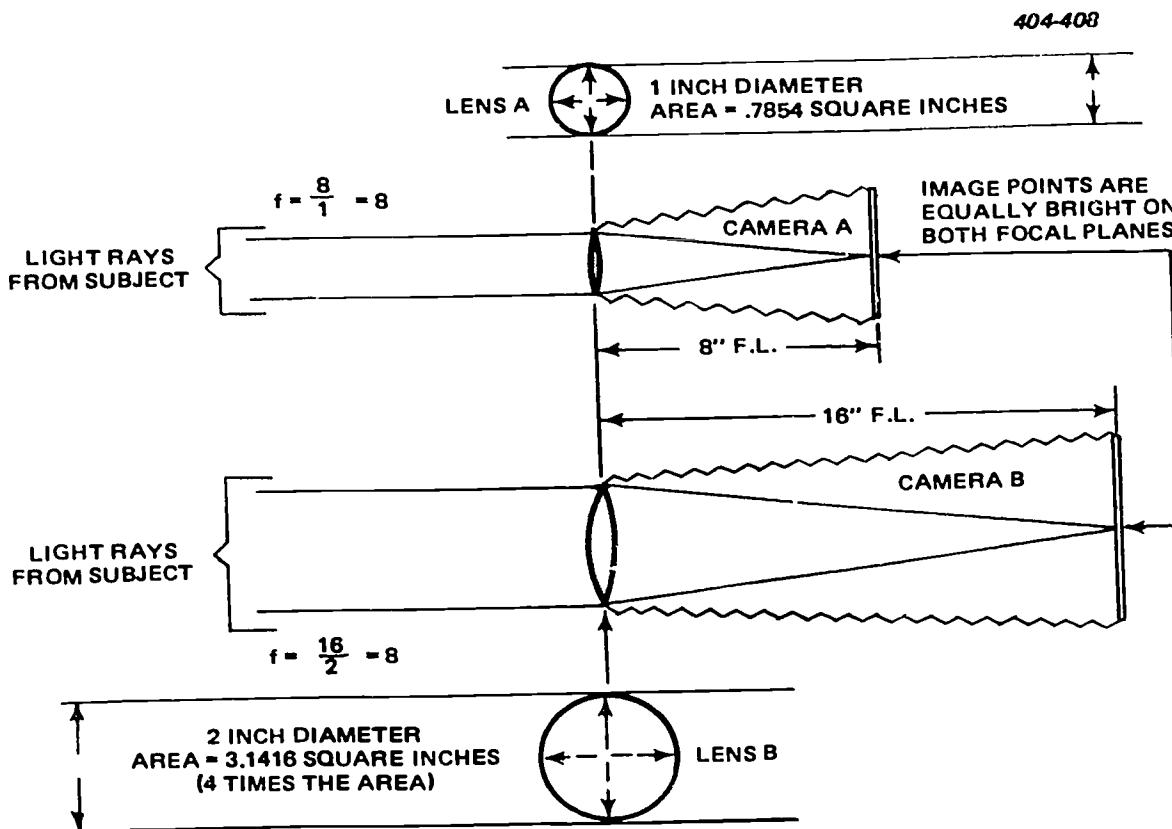 404-408
LENS A
1 INCH DIAMETER
AREA = .7854 SQUARE INCHES
f = 8/1 = 8
LIGHT RAYS
FROM SUBJECT
CAMERA A
IMAGE POINTS ARE
EQUALLY BRIGHT ON
BOTH FOCAL PLANES
8" F.L.
16" F.L.
CAMERA B
LIGHT RAYS
FROM SUBJECT
f = 16/2 = 8
2 INCH DIAMETER
AREA = 3.1416 SQUARE INCHES
(4 TIMES THE AREA)
LENS B